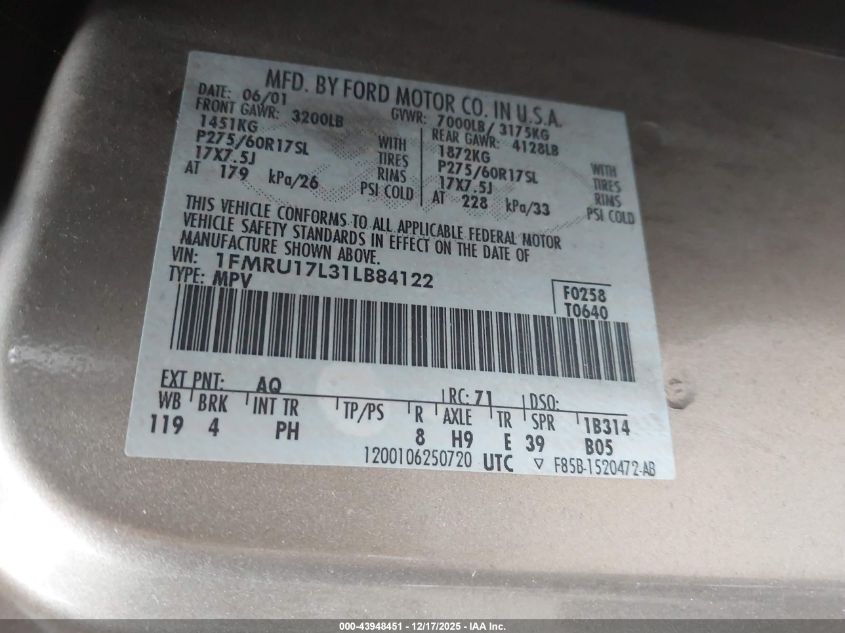 MFD. BY FORD MOTOR CO. IN U.S.A.
DATE: 06/01 GVWR: 7000LB/ 3175KG
FRONT GAWR: 3200LB REAR GAWR: 4128LB
1451KG WITH 1872KG WITH
P275/60R17SL TIRES P275/60R17SL TIRES
17X7.5J RIMS 17X7.5J RIMS
AT 179 kPa/26 PSI COLD AT 228 kPa/33 PSI COLD
THIS VEHICLE CONFORMS TO ALL APPLICABLE FEDERAL MOTOR
VEHICLE SAFETY STANDARDS IN EFFECT ON THE DATE OF
MANUFACTURE SHOWN ABOVE.
VIN: 1FMRU17L31LB84122
TYPE: MPV
F0258
T0640
EXT PNT: AQ RC: 71 DSO:
WB BRK INT TR TP/PS R AXLE TR SPR 1B314
119 4 PH 8 H9 E 39 B05
1200106250720 UTC ▽ F85B-1520472-AB
000-43948451 - 12/17/2025 - IAA Inc.